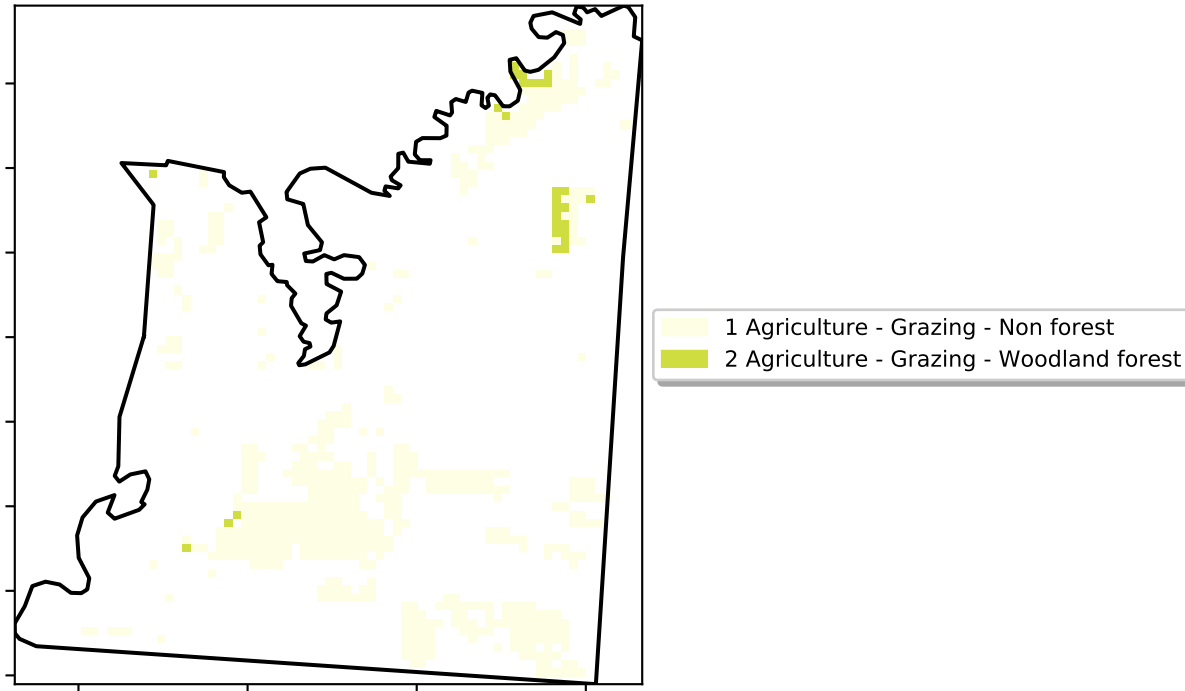 1 Agriculture - Grazing - Non forest
2 Agriculture - Grazing - Woodland forest